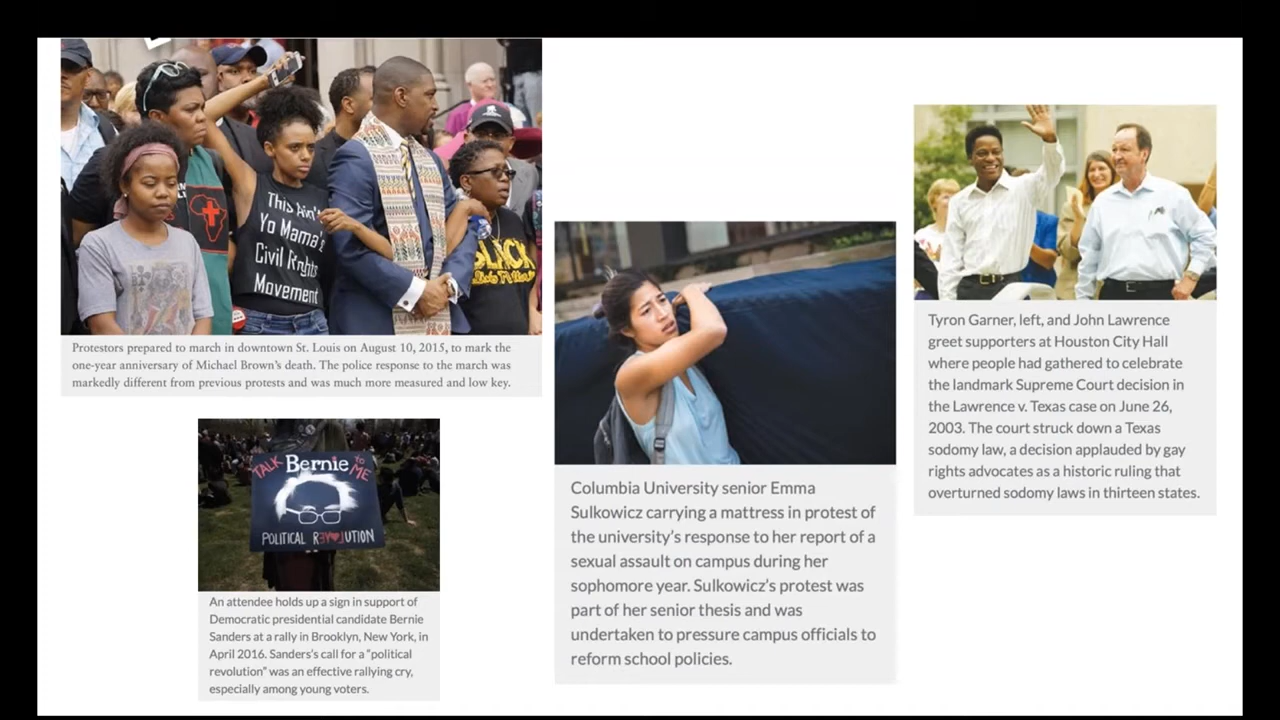 This Ain't
Yo Mama's
Civil Rights
Movement
Protestors prepared to march in downtown St. Louis on August 10, 2015, to mark the
one-year anniversary of Michael Brown's death. The police response to the march was
markedly different from previous protests and was much more measured and low key.
TALK Bernie to ME
POLITICAL REVOLUTION
An attendee holds up a sign in support of
Democratic presidential candidate Bernie
Sanders at a rally in Brooklyn, New York, in
April 2016. Sanders's call for a "political
revolution" was an effective rallying cry,
especially among young voters.
Columbia University senior Emma
Sulkowicz carrying a mattress in protest of
the university's response to her report of a
sexual assault on campus during her
sophomore year. Sulkowicz's protest was
part of her senior thesis and was
undertaken to pressure campus officials to
reform school policies.
Tyron Garner, left, and John Lawrence
greet supporters at Houston City Hall
where people had gathered to celebrate
the landmark Supreme Court decision in
the Lawrence v. Texas case on June 26,
2003. The court struck down a Texas
sodomy law, a decision applauded by gay
rights advocates as a historic ruling that
overturned sodomy laws in thirteen states.